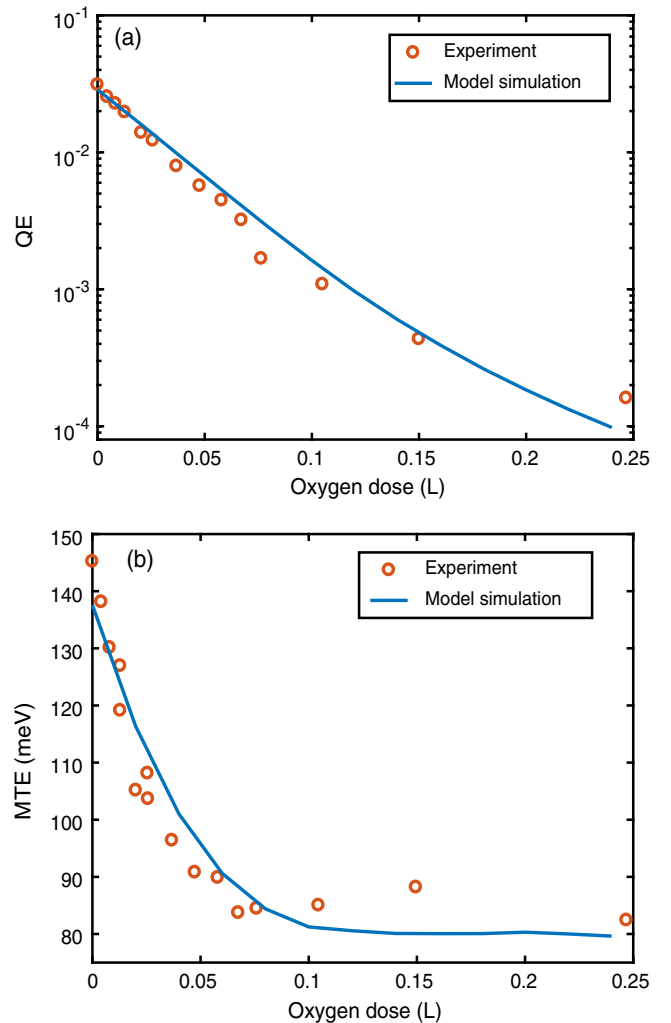 (a)
Experiment
Model simulation
10⁻¹
10⁻²
10⁻³
10⁻⁴
QE
0 0.05 0.1 0.15 0.2 0.25
Oxygen dose (L)
(b)
Experiment
Model simulation
150
140
130
120
110
100
90
80
MTE (meV)
0 0.05 0.1 0.15 0.2 0.25
Oxygen dose (L)